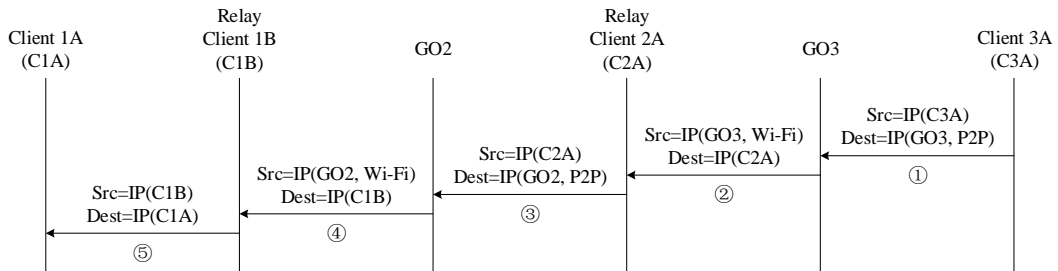 Client 1A
(C1A)
Relay
Client 1B
(C1B)
GO2
Relay
Client 2A
(C2A)
GO3
Client 3A
(C3A)
Src=IP(C3A)
Dest=IP(GO3, P2P)
①
Src=IP(GO3, Wi-Fi)
Dest=IP(C2A)
②
Src=IP(C2A)
Dest=IP(GO2, P2P)
③
Src=IP(GO2, Wi-Fi)
Dest=IP(C1B)
④
Src=IP(C1B)
Dest=IP(C1A)
⑤